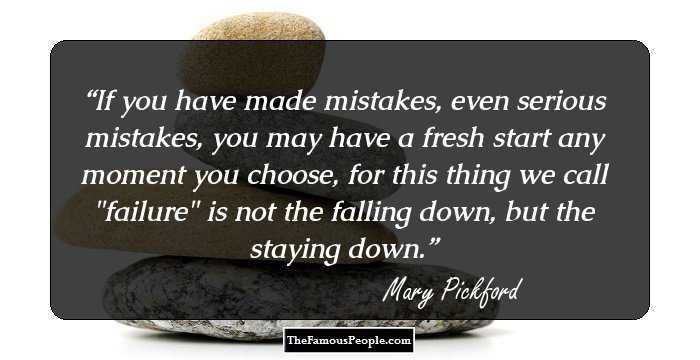 “If you have made mistakes, even serious
mistakes, you may have a fresh start any
moment you choose, for this thing we call
"failure" is not the falling down, but the
staying down.”
Mary Pickford
TheFamousPeople.com